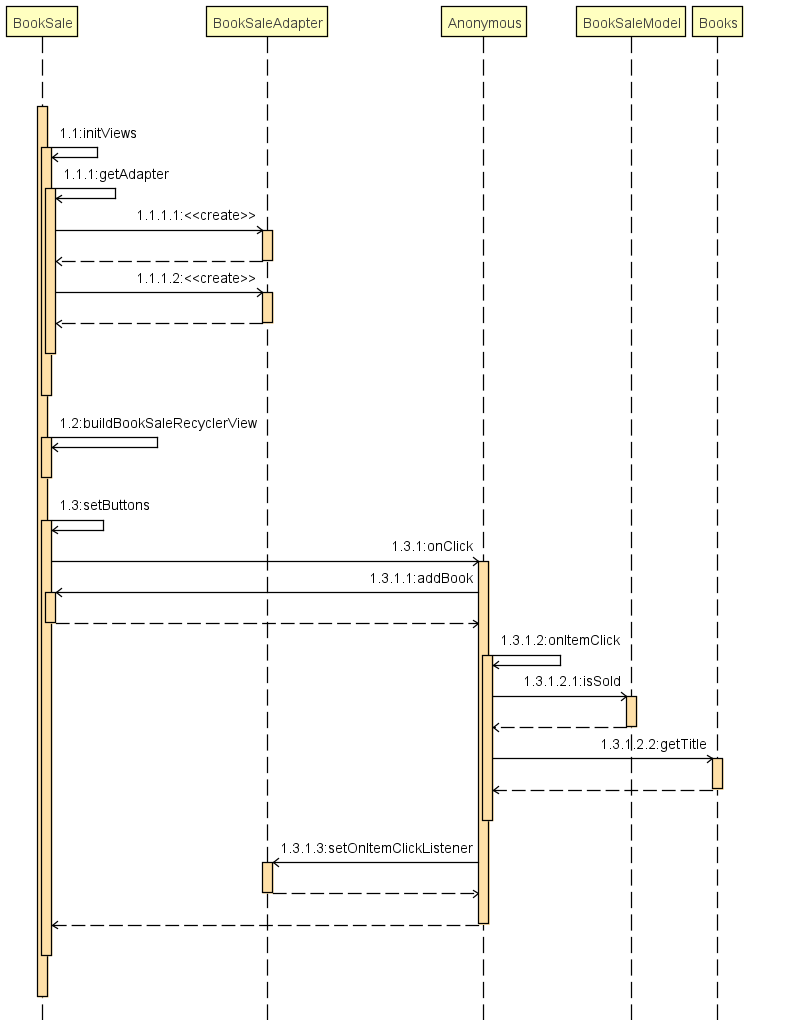 BookSale BookSaleAdapter Anonymous BookSaleModel Books
1.1:initViews
1.1.1:getAdapter
1.1.1.1:<<create>>
1.1.1.2:<<create>>
1.2:buildBookSaleRecyclerView
1.3:setButtons
1.3.1:onClick
1.3.1.1:addBook
1.3.1.2:onItemClick
1.3.1.2.1:isSold
1.3.1.2.2:getTitle
1.3.1.3:setOnItemClickListener